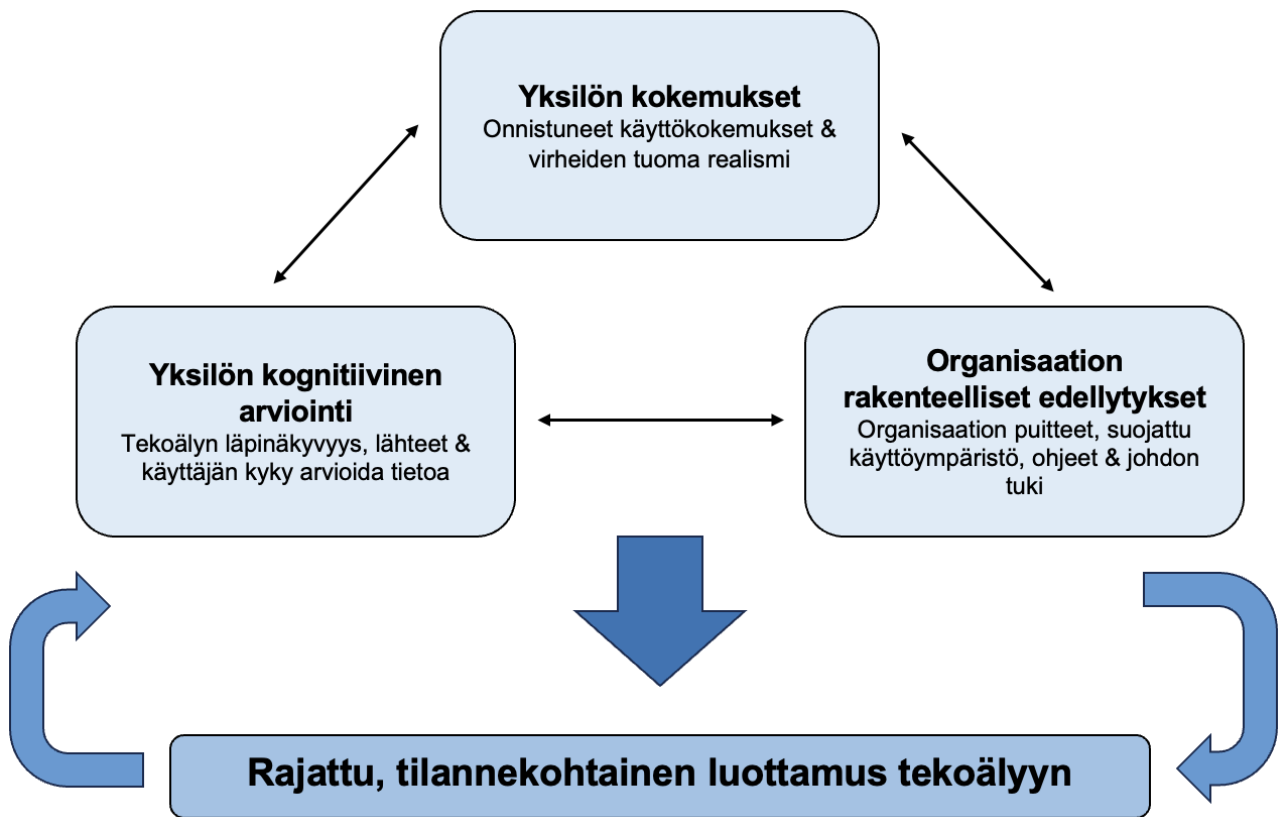 Yksilön kokemukset
Onnistuneet käyttökokemukset &
virheiden tuoma realismi
Yksilön kognitiivinen
arviointi
Tekoälyn läpinäkyvyys, lähteet &
käyttäjän kyky arvioida tietoa
Organisaation
rakenteelliset edellytykset
Organisaation puitteet, suojattu
käyttöympäristö, ohjeet & johdon
tuki
Rajattu, tilannekohtainen luottamus tekoälyyn